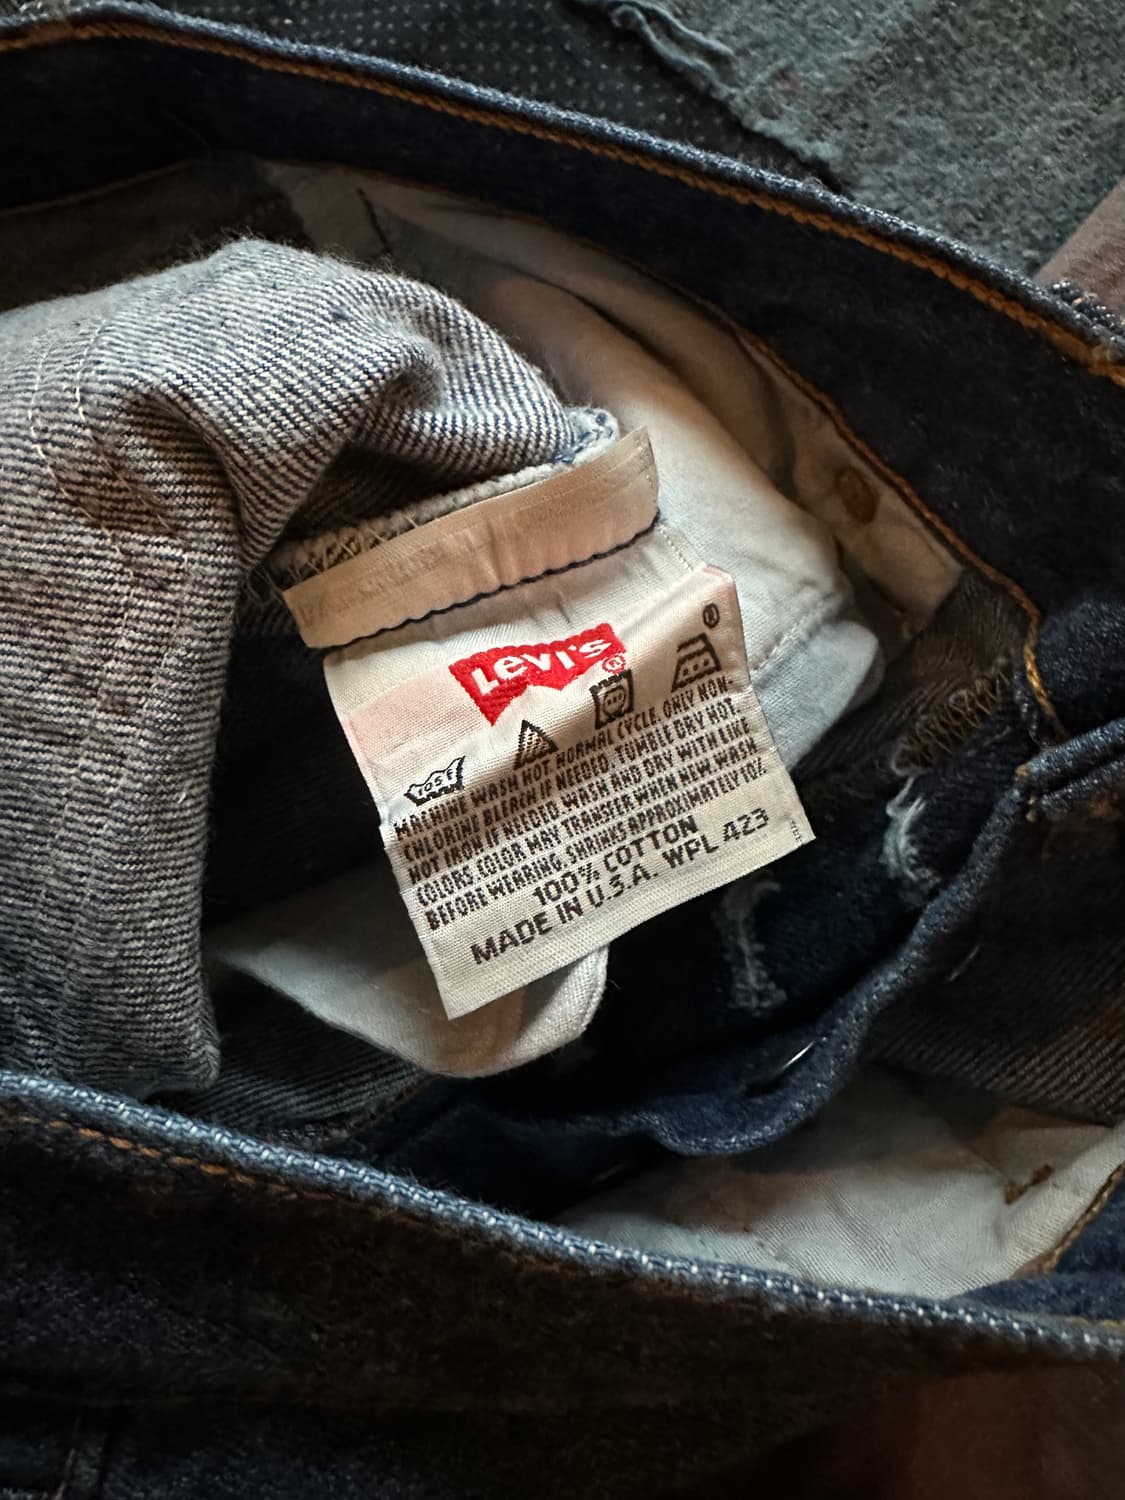 Levi's®
®
105F
MACHINE WASH HOT NORMAL CYCLE. ONLY NON-
CHLORINE BLEACH IF NEEDED. TUMBLE DRY HOT.
HOT IRON IF NEEDED. WASH AND DRY WITH LIKE
COLORS. COLOR MAY TRANSFER WHEN NEW. WASH
BEFORE WEARING. SHRINKS APPROXIMATELY 10%.
100% COTTON
MADE IN U.S.A. WPL 423